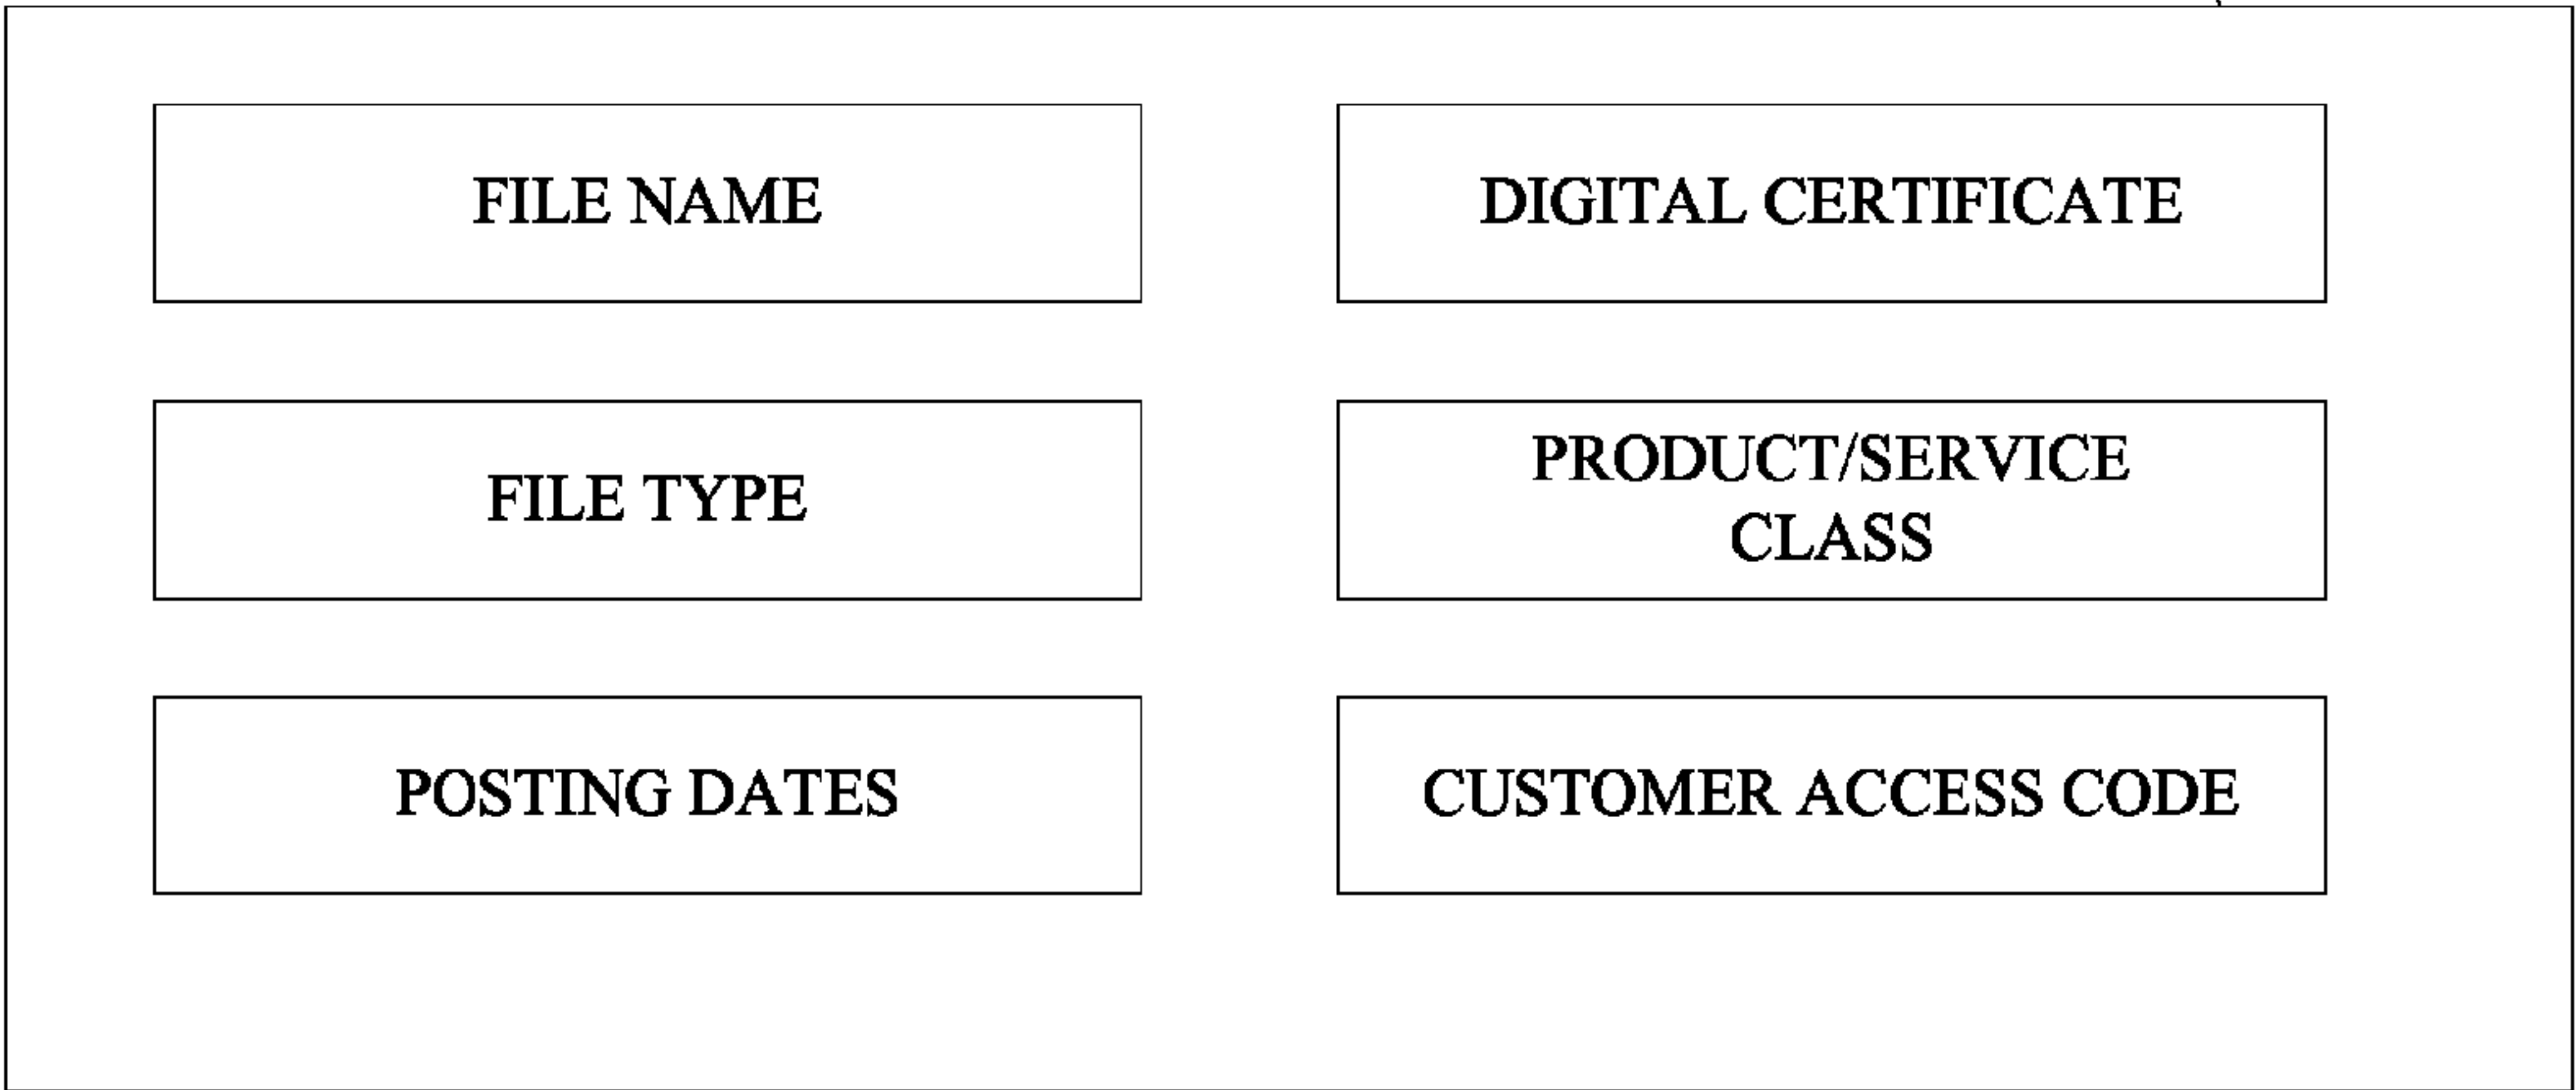 FILE NAME
DIGITAL CERTIFICATE
FILE TYPE
PRODUCT/SERVICE
CLASS
POSTING DATES
CUSTOMER ACCESS CODE